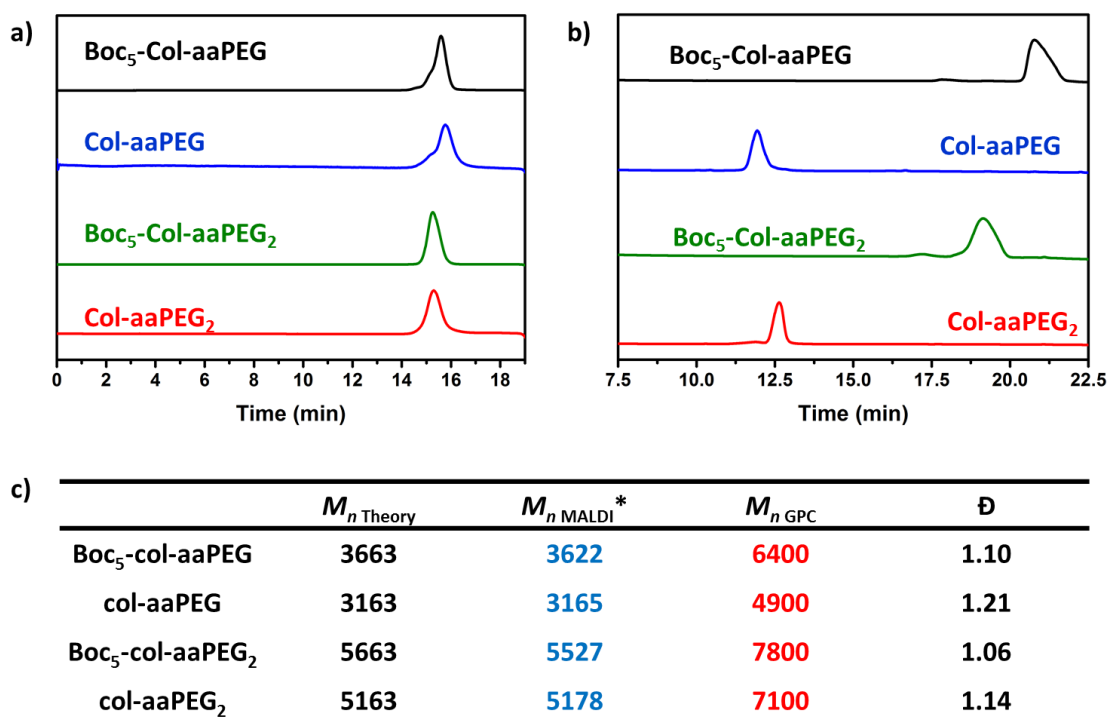 a)
Boc₅-Col-aaPEG
Col-aaPEG
Boc₅-Col-aaPEG₂
Col-aaPEG₂
0 2 4 6 8 10 12 14 16 18
Time (min)
b)
Boc₅-Col-aaPEG
Col-aaPEG
Boc₅-Col-aaPEG₂
Col-aaPEG₂
7.5 10.0 12.5 15.0 17.5 20.0 22.5
Time (min)
c)
Mn Theory Mn MALDI* Mn GPC Đ
Boc₅-col-aaPEG 3663 3622 6400 1.10
col-aaPEG 3163 3165 4900 1.21
Boc₅-col-aaPEG₂ 5663 5527 7800 1.06
col-aaPEG₂ 5163 5178 7100 1.14